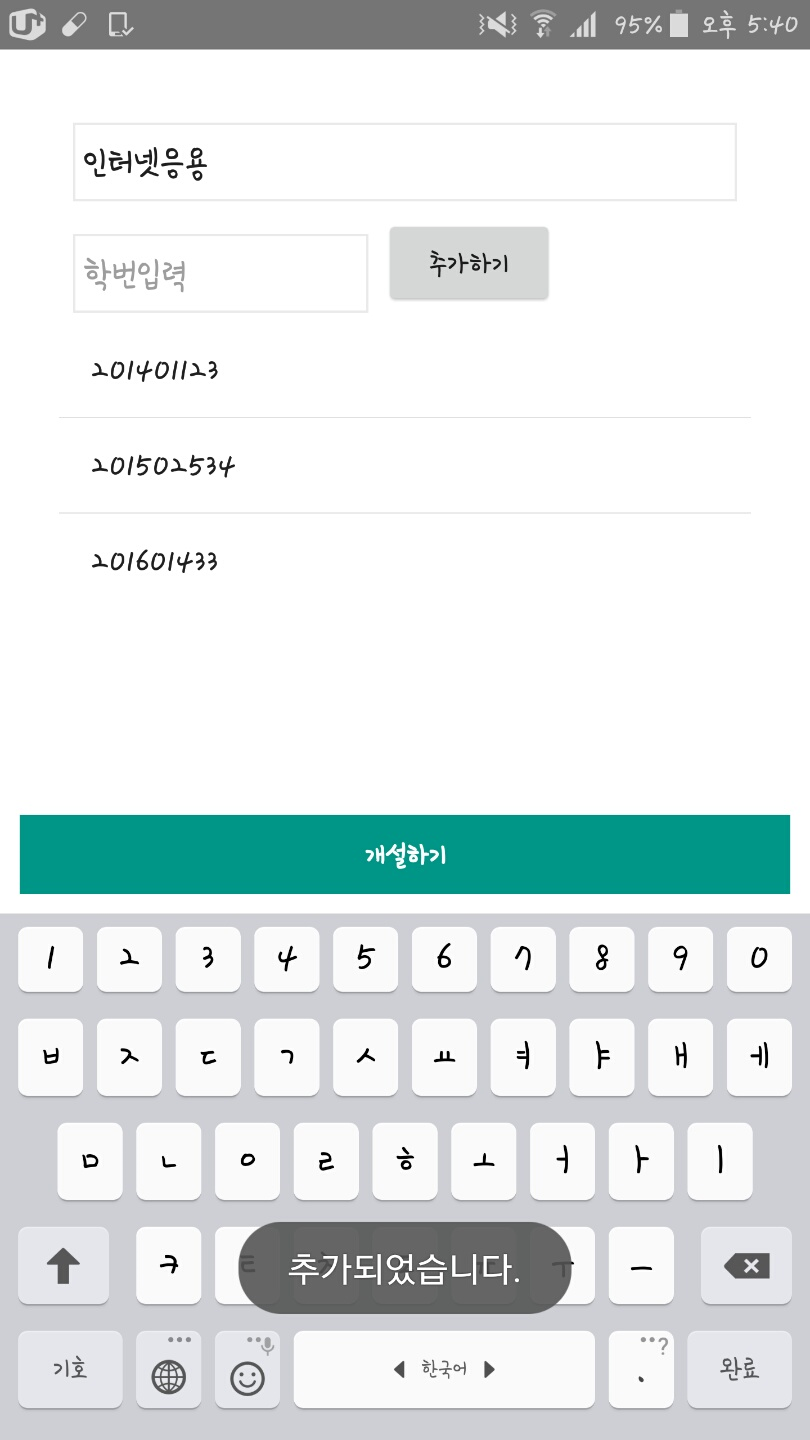 U+ 95% 오후 5:40
인터넷응용
학번입력 추가하기
201401123
201502534
201601433
개설하기
1 2 3 4 5 6 7 8 9 0
ㅂ ㅈ ㄷ ㄱ ㅅ ㅛ ㅕ ㅑ ㅐ ㅔ
ㅁ ㄴ ㅇ ㄹ ㅎ ㅗ ㅓ ㅏ ㅣ
ㅋ ㅌ ㅜ ㅡ
추가되었습니다.
기호 한국어 . ? 완료